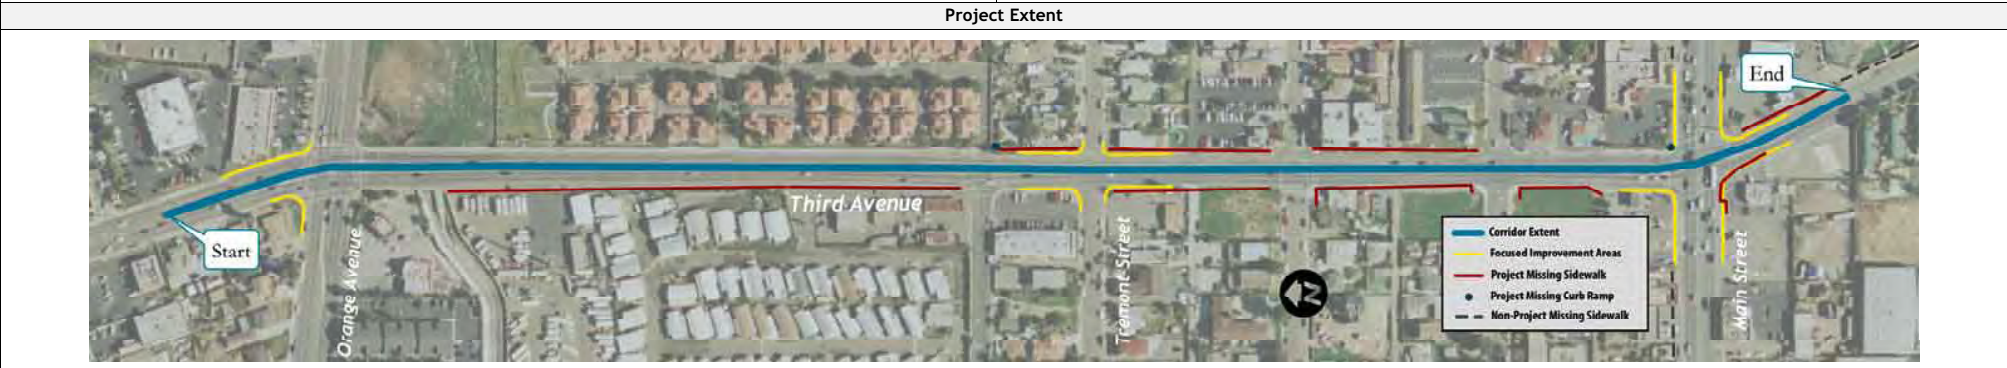 Project Extent
End
Third Avenue
Start
Orange Avenue
Tremont Street
Main Street
N
Corridor Extent
Focused Improvement Areas
Project Missing Sidewalk
Project Missing Curb Ramp
Non-Project Missing Sidewalk